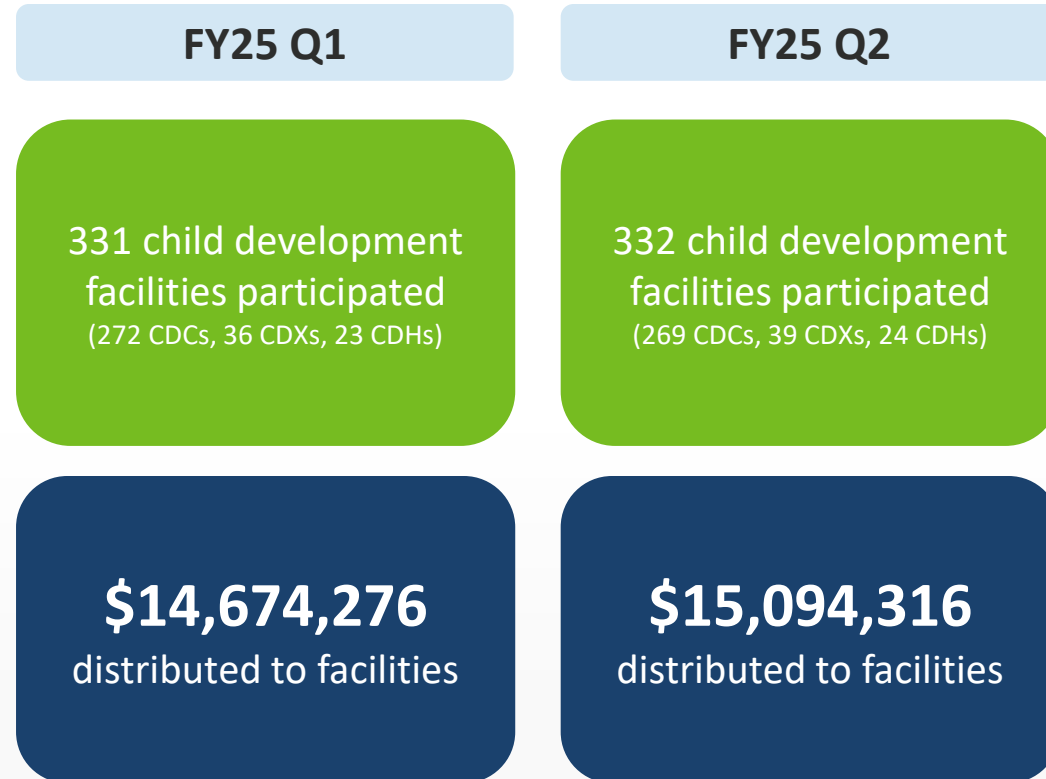 FY25 Q1
331 child development
facilities participated
(272 CDCs, 36 CDXs, 23 CDHs)
$14,674,276
distributed to facilities
FY25 Q2
332 child development
facilities participated
(269 CDCs, 39 CDXs, 24 CDHs)
$15,094,316
distributed to facilities